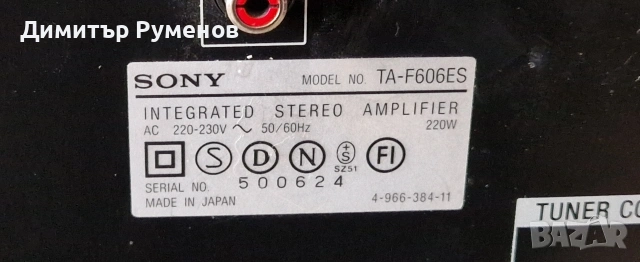 Димитър Руменов
SONY MODEL NO. TA-F606ES
INTEGRATED STEREO AMPLIFIER
AC 220-230V ~ 50/60Hz 220W
S D N +S FI
SZ51
SERIAL NO. 500624
MADE IN JAPAN 4-966-384-11
TUNER CO
BAZAR